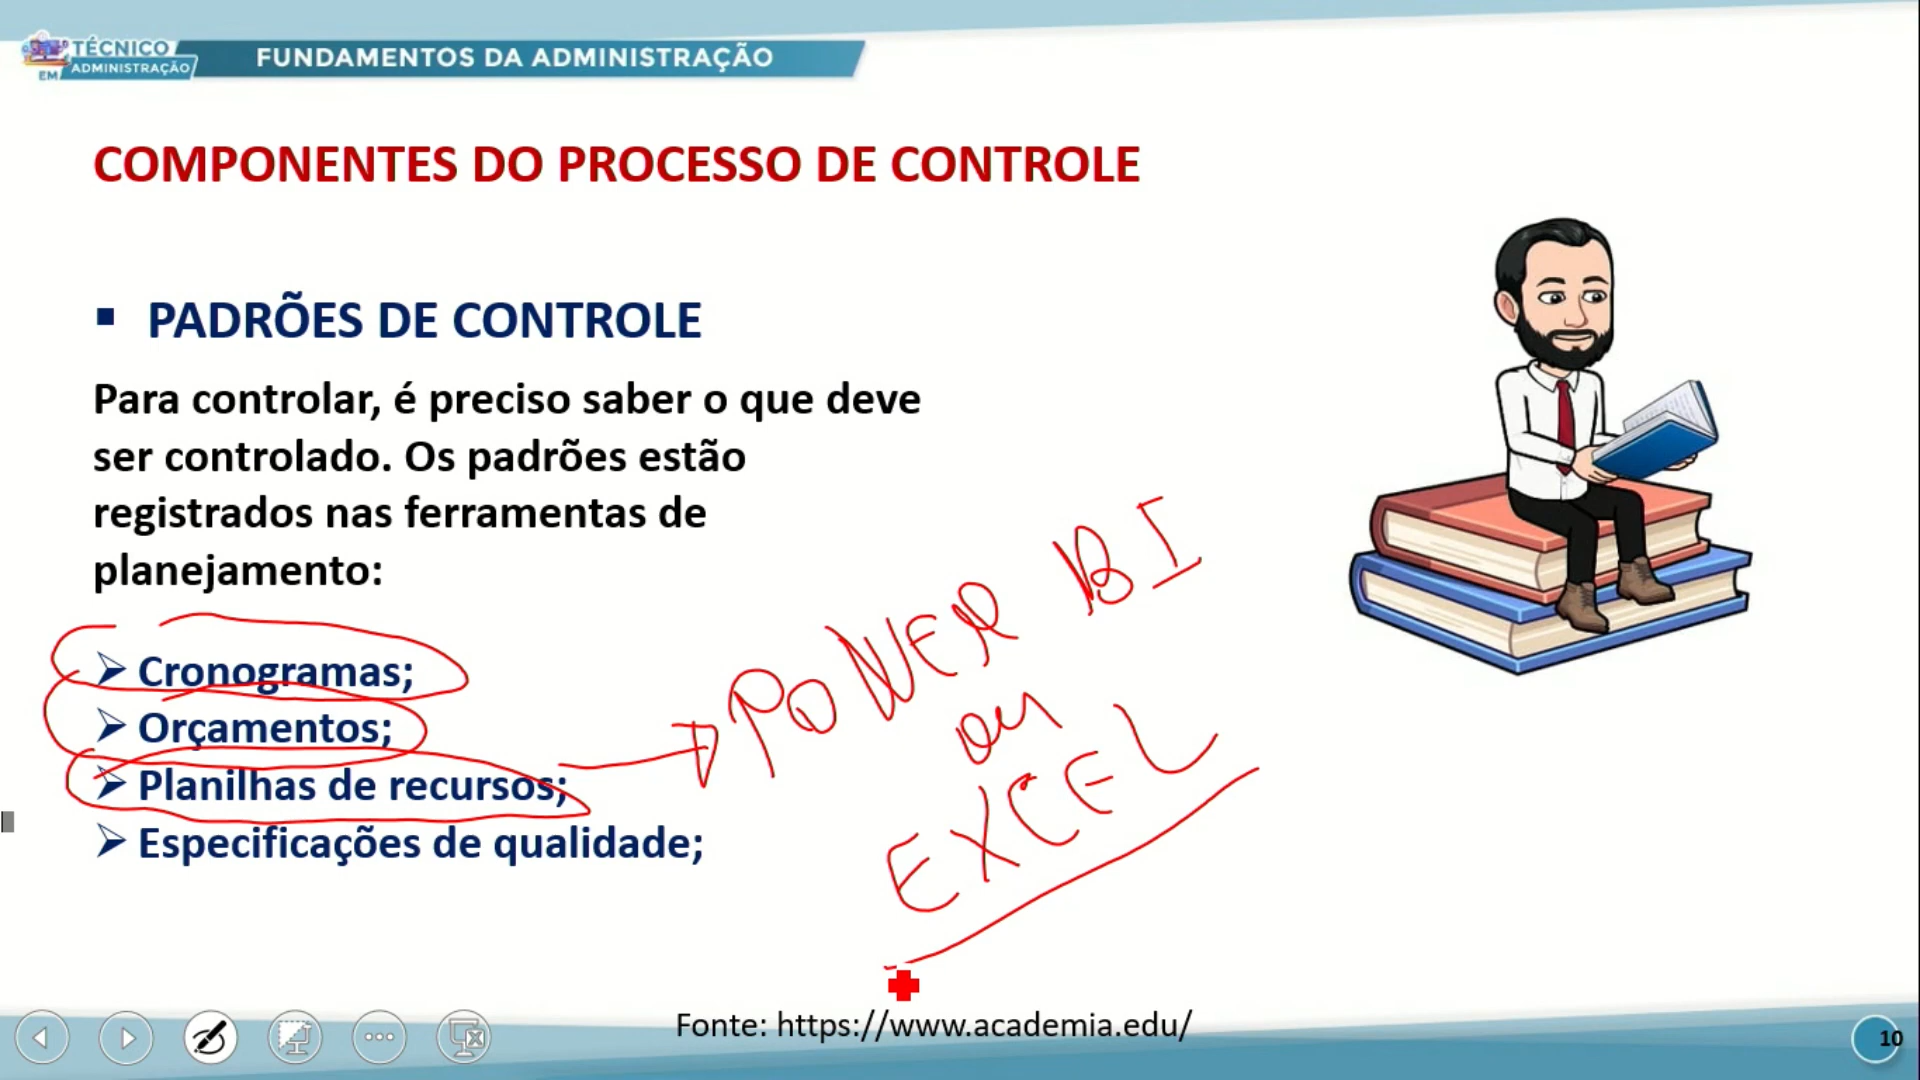 TÉCNICO
EM ADMINISTRAÇÃO
FUNDAMENTOS DA ADMINISTRAÇÃO
COMPONENTES DO PROCESSO DE CONTROLE
▪ PADRÕES DE CONTROLE
Para controlar, é preciso saber o que deve
ser controlado. Os padrões estão
registrados nas ferramentas de
planejamento:
➢ Cronogramas;
➢ Orçamentos;
➢ Planilhas de recursos;
➢ Especificações de qualidade;
POWER BI
ou
EXCEL
Fonte: https://www.academia.edu/
10